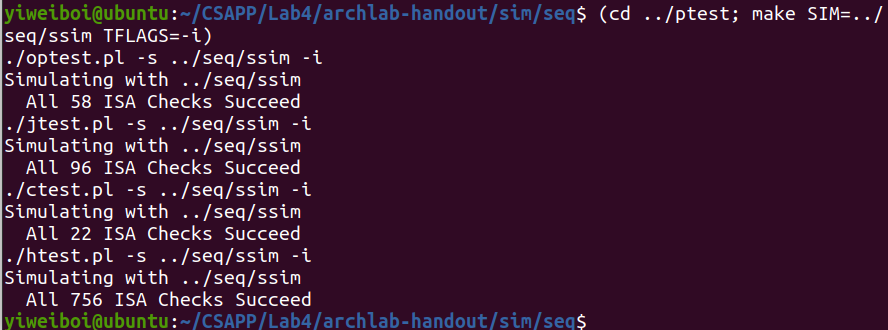 yiweiboi@ubuntu:~/CSAPP/Lab4/archlab-handout/sim/seq$ (cd ../ptest; make SIM=../
seq/ssim TFLAGS=-i)
./optest.pl -s ../seq/ssim -i
Simulating with ../seq/ssim
  All 58 ISA Checks Succeed
./jtest.pl -s ../seq/ssim -i
Simulating with ../seq/ssim
  All 96 ISA Checks Succeed
./ctest.pl -s ../seq/ssim -i
Simulating with ../seq/ssim
  All 22 ISA Checks Succeed
./htest.pl -s ../seq/ssim -i
Simulating with ../seq/ssim
  All 756 ISA Checks Succeed
yiweiboi@ubuntu:~/CSAPP/Lab4/archlab-handout/sim/seq$